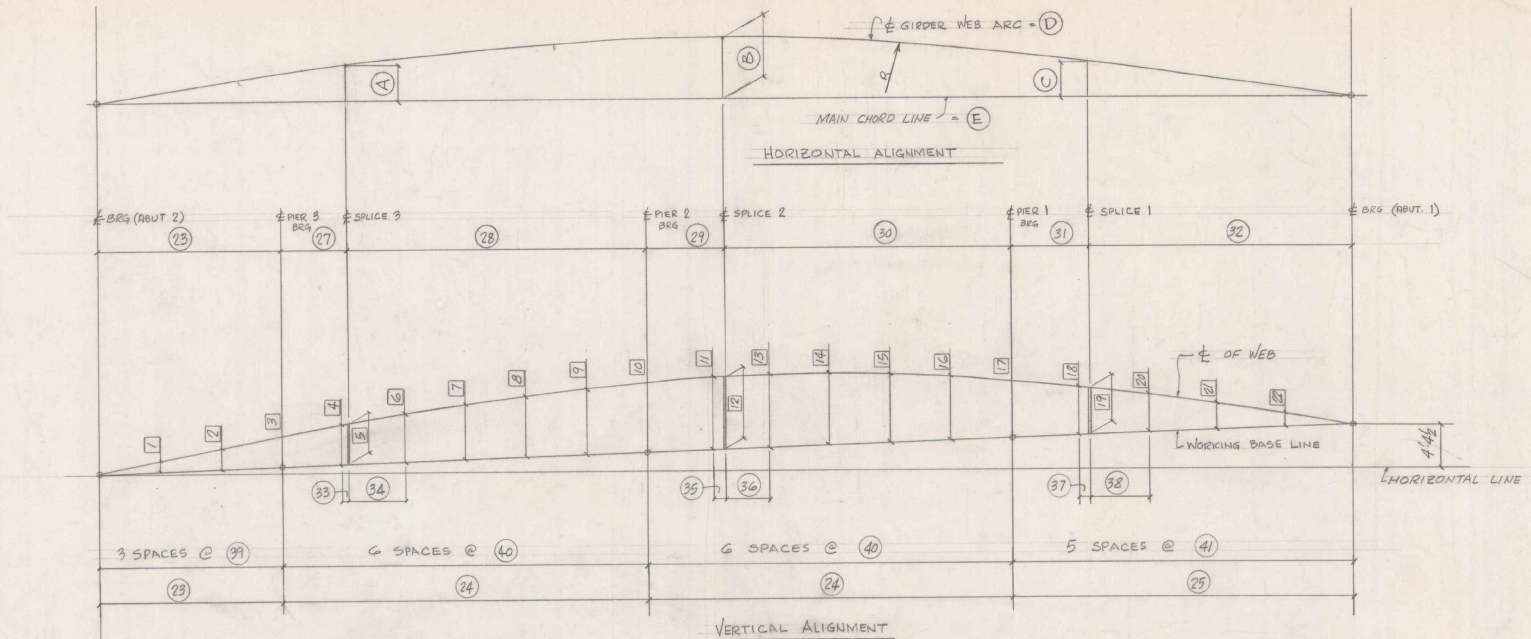 ℄ GIRDER WEB ARC = D
A
B
R
C
MAIN CHORD LINE = E
HORIZONTAL ALIGNMENT
℄ BRG (ABUT 2)
℄ PIER 3 BRG
℄ SPLICE 3
℄ PIER 2 BRG
℄ SPLICE 2
℄ PIER 1 BRG
℄ SPLICE 1
℄ BRG (ABUT. 1)
23 27 28 29 30 31 32
1 2 3 4 5 6 7 8 9 10 11 12 13 14 15 16 17 18 19 20 21 22
℄ OF WEB
WORKING BASE LINE
4'-4½
HORIZONTAL LINE
33 34 35 36 37 38
3 SPACES @ 39
6 SPACES @ 40
6 SPACES @ 40
5 SPACES @ 41
23 24 24 25
VERTICAL ALIGNMENT